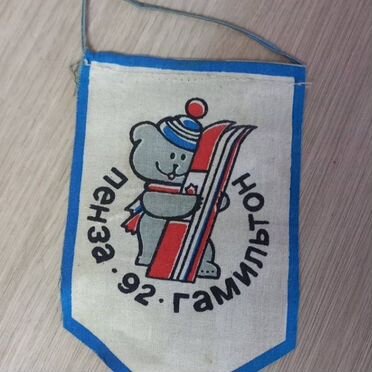 пенза · 92 · гамильтон